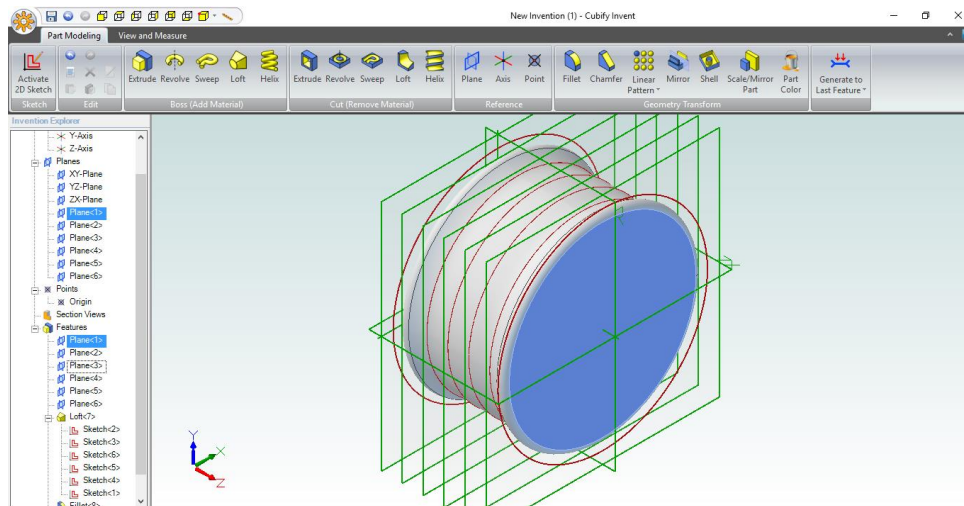 New Invention (1) - Cubify Invent
Part Modeling View and Measure
Activate 2D Sketch
Extrude Revolve Sweep Loft Helix
Extrude Revolve Sweep Loft Helix
Plane Axis Point
Fillet Chamfer Linear Pattern Mirror Shell Scale/Mirror Part Part Color
Generate to Last Feature
Sketch Edit Boss (Add Material) Cut (Remove Material) Reference Geometry Transform
Invention Explorer
Y-Axis
Z-Axis
Planes
XY-Plane
YZ-Plane
ZX-Plane
Plane<1>
Plane<2>
Plane<3>
Plane<4>
Plane<5>
Plane<6>
Points
Origin
Section Views
Features
Plane<1>
Plane<2>
Plane<3>
Plane<4>
Plane<5>
Plane<6>
Loft<7>
Sketch<2>
Sketch<3>
Sketch<6>
Sketch<5>
Sketch<4>
Sketch<1>
Fillet<8>
Y
X
Z